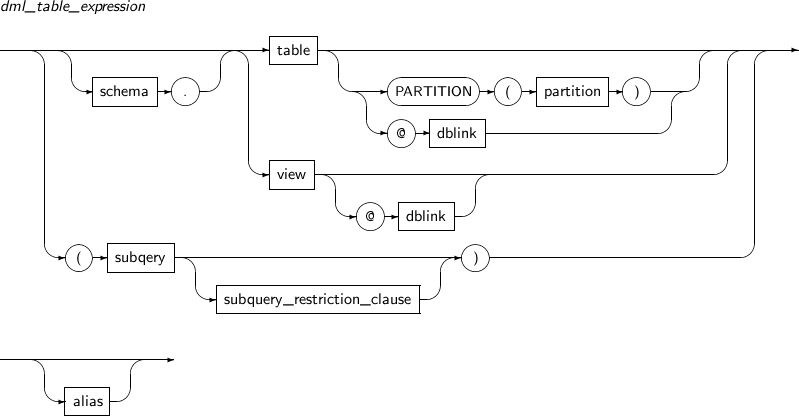 dml_table_expression
table
schema .
PARTITION ( partition )
@ dblink
view
@ dblink
( subqery )
subquery_restriction_clause
alias